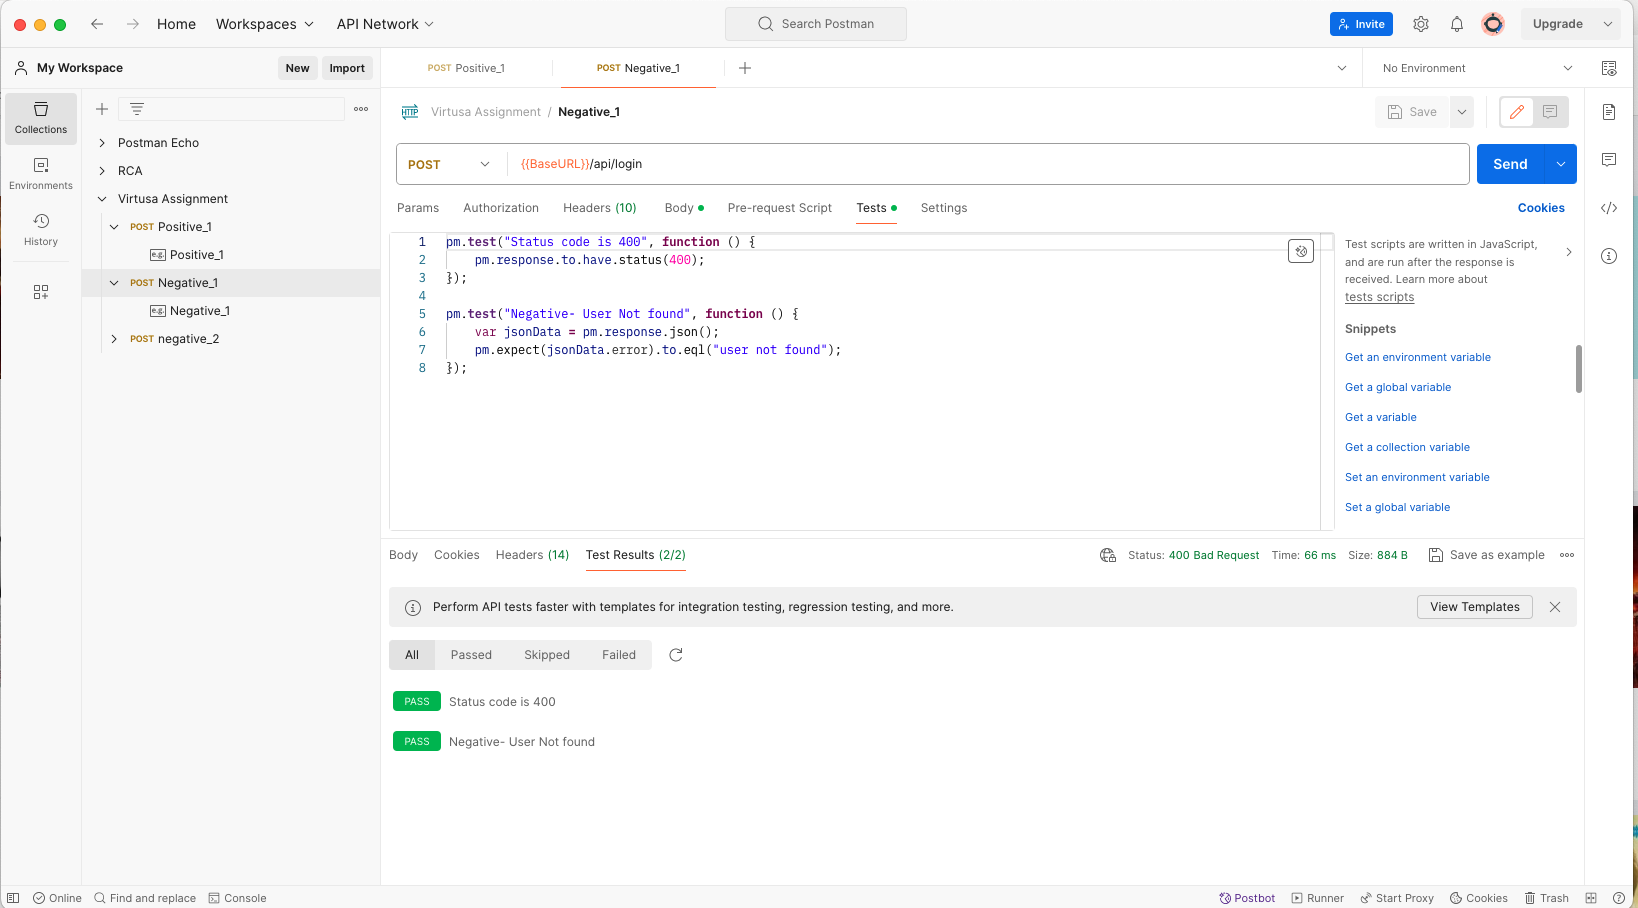 Home Workspaces API Network Search Postman Invite Upgrade
My Workspace New Import POST Positive_1 POST Negative_1 No Environment
Collections
Environments
History
Postman Echo
RCA
Virtusa Assignment
POST Positive_1
e.g. Positive_1
POST Negative_1
e.g. Negative_1
POST negative_2
HTTP Virtusa Assignment / Negative_1 Save
POST {{BaseURL}}/api/login Send
Params Authorization Headers (10) Body Pre-request Script Tests Settings Cookies
1 pm.test("Status code is 400", function () {
2 pm.response.to.have.status(400);
3 });
4
5 pm.test("Negative- User Not found", function () {
6 var jsonData = pm.response.json();
7 pm.expect(jsonData.error).to.eql("user not found");
8 });
Test scripts are written in JavaScript,
and are run after the response is
received. Learn more about
tests scripts
Snippets
Get an environment variable
Get a global variable
Get a variable
Get a collection variable
Set an environment variable
Set a global variable
Body Cookies Headers (14) Test Results (2/2) Status: 400 Bad Request Time: 66 ms Size: 884 B Save as example
Perform API tests faster with templates for integration testing, regression testing, and more. View Templates
All Passed Skipped Failed
PASS Status code is 400
PASS Negative- User Not found
Online Find and replace Console Postbot Runner Start Proxy Cookies Trash